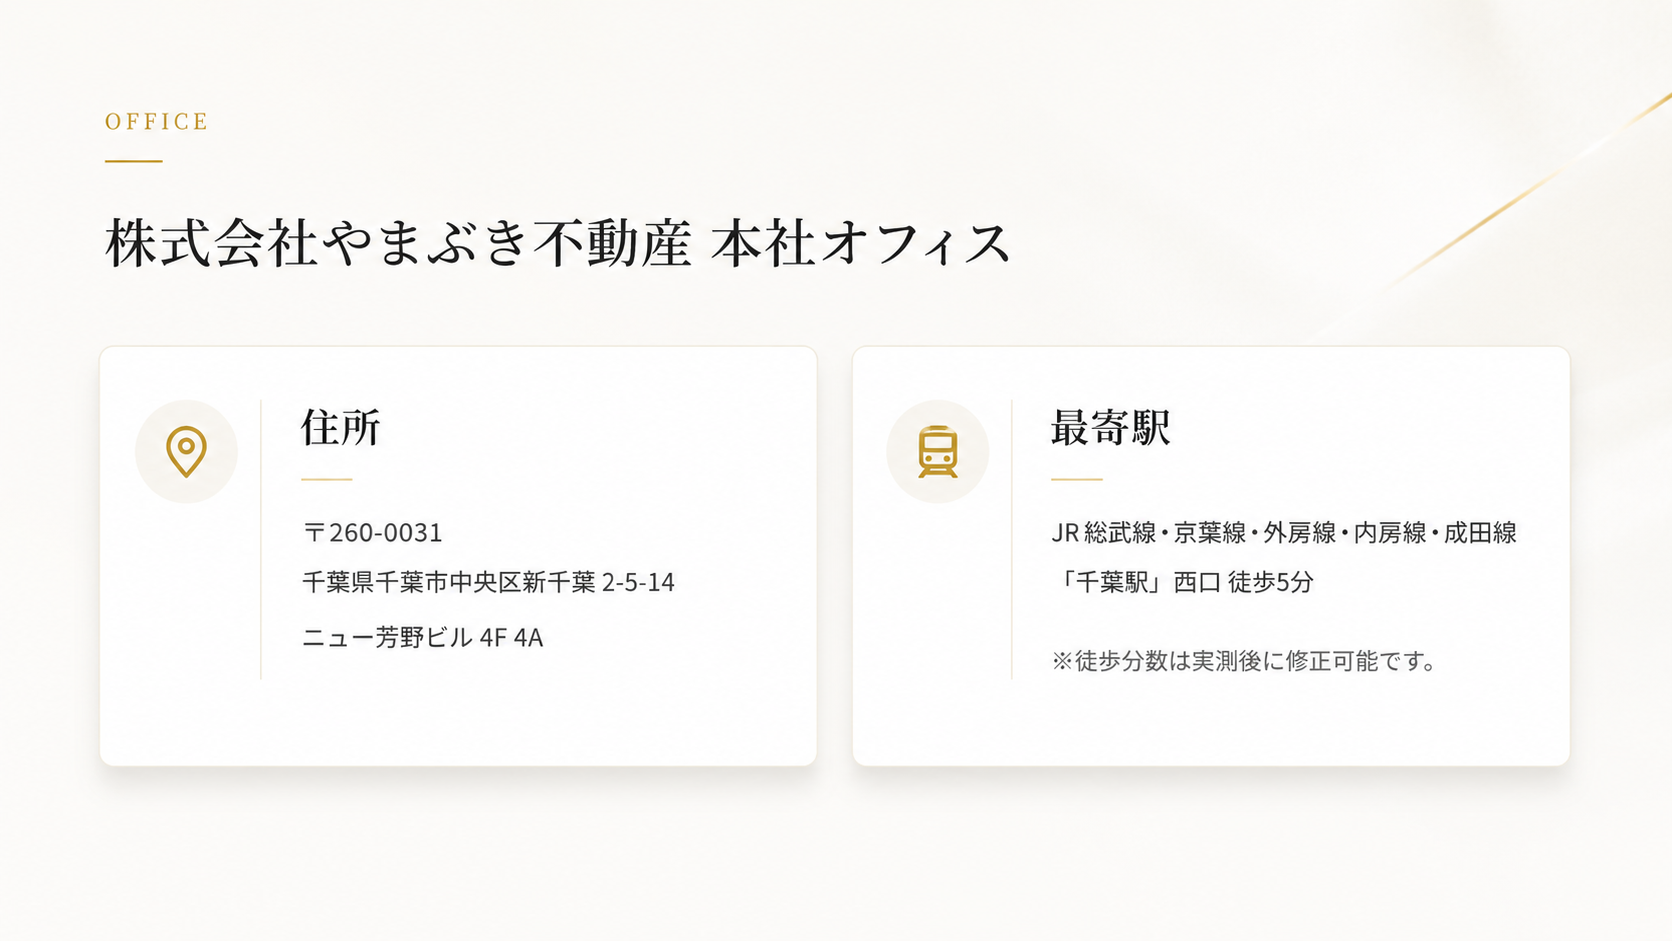 OFFICE
株式会社やまぶき不動産 本社オフィス
住所
〒260-0031
千葉県千葉市中央区新千葉 2-5-14
ニュー芳野ビル 4F 4A
最寄駅
JR 総武線・京葉線・外房線・内房線・成田線
「千葉駅」西口 徒歩5分
※徒歩分数は実測後に修正可能です。